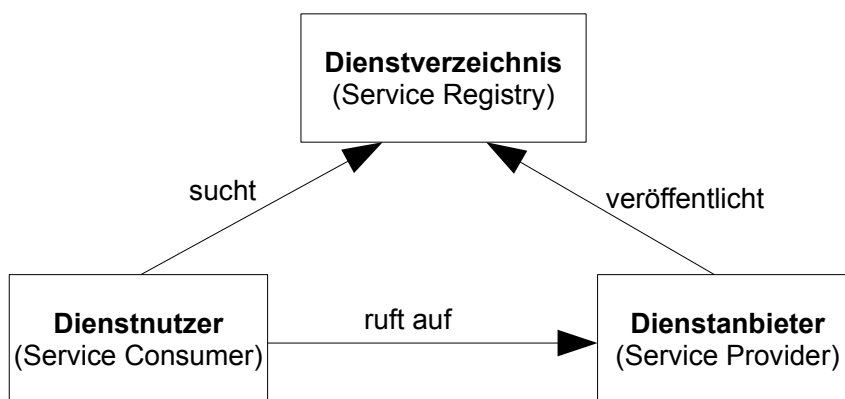 Dienstverzeichnis
(Service Registry)
sucht
veröffentlicht
Dienstnutzer
(Service Consumer)
ruft auf
Dienstanbieter
(Service Provider)